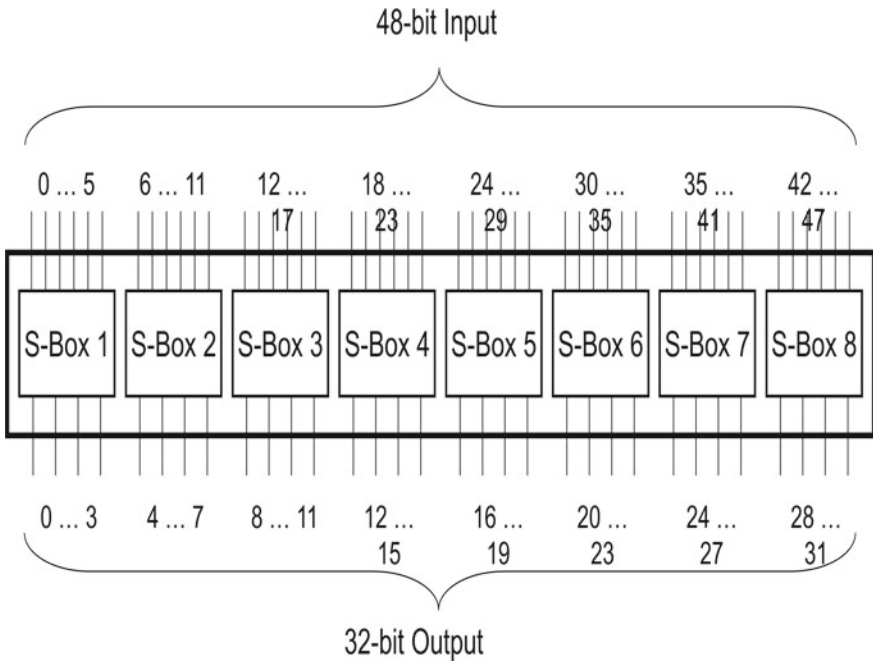 48-bit Input
0 ... 5 6 ... 11 12 ... 18 ... 24 ... 30 ... 35 ... 42 ...
17 23 29 35 41 47
S-Box 1 S-Box 2 S-Box 3 S-Box 4 S-Box 5 S-Box 6 S-Box 7 S-Box 8
0 ... 3 4 ... 7 8 ... 11 12 ... 16 ... 20 ... 24 ... 28 ...
15 19 23 27 31
32-bit Output